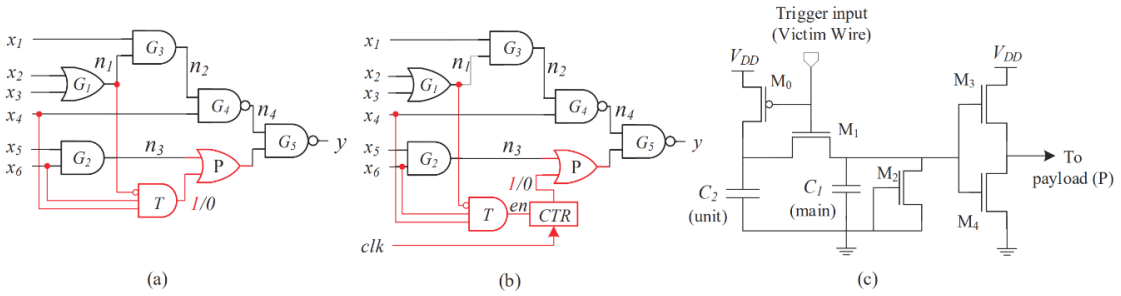 x1
x2
x3
x4
x5
x6
G1
G2
G3
G4
G5
n1
n2
n3
n4
P
T
1/0
y
(a)
x1
x2
x3
x4
x5
x6
G1
G2
G3
G4
G5
n1
n2
n3
n4
P
1/0
T
en
CTR
clk
y
(b)
Trigger input
(Victim Wire)
VDD
M0
M1
C2
(unit)
C1
(main)
M2
VDD
M3
M4
To
payload (P)
(c)